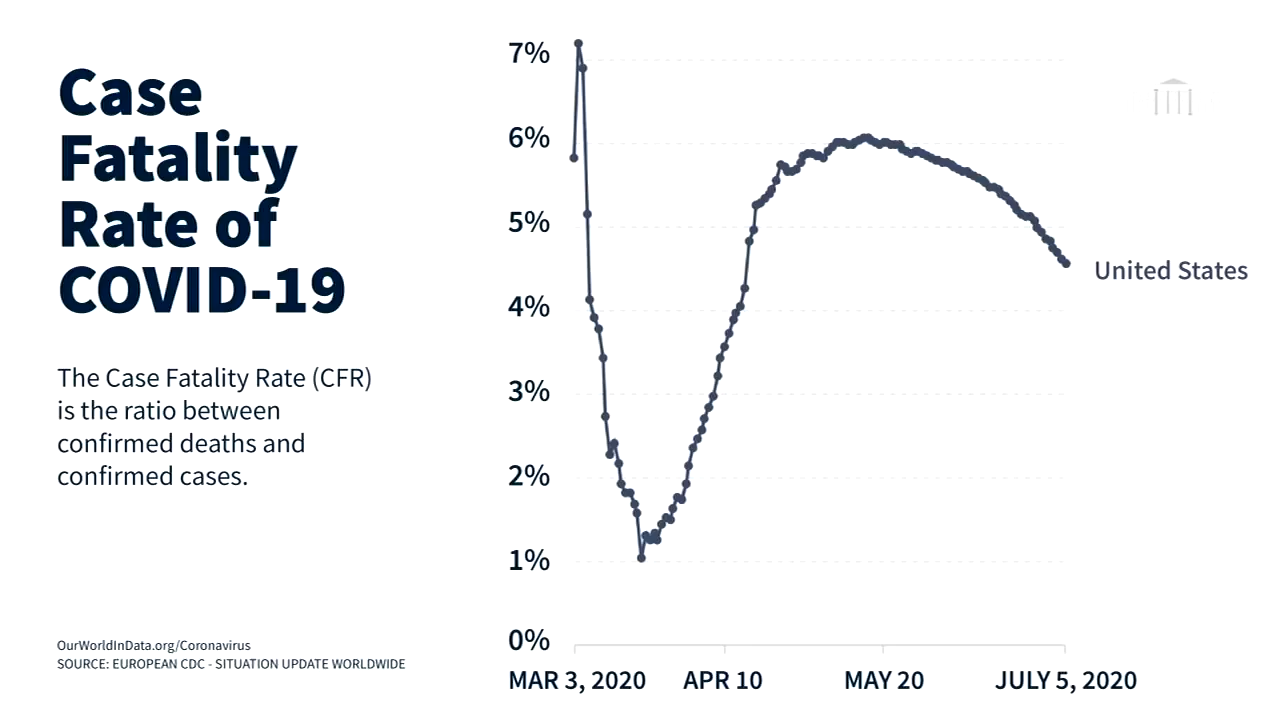 Case
Fatality
Rate of
COVID-19
The Case Fatality Rate (CFR)
is the ratio between
confirmed deaths and
confirmed cases.
OurWorldInData.org/Coronavirus
SOURCE: EUROPEAN CDC - SITUATION UPDATE WORLDWIDE
7%
6%
5%
4%
3%
2%
1%
0%
MAR 3, 2020 APR 10 MAY 20 JULY 5, 2020
United States